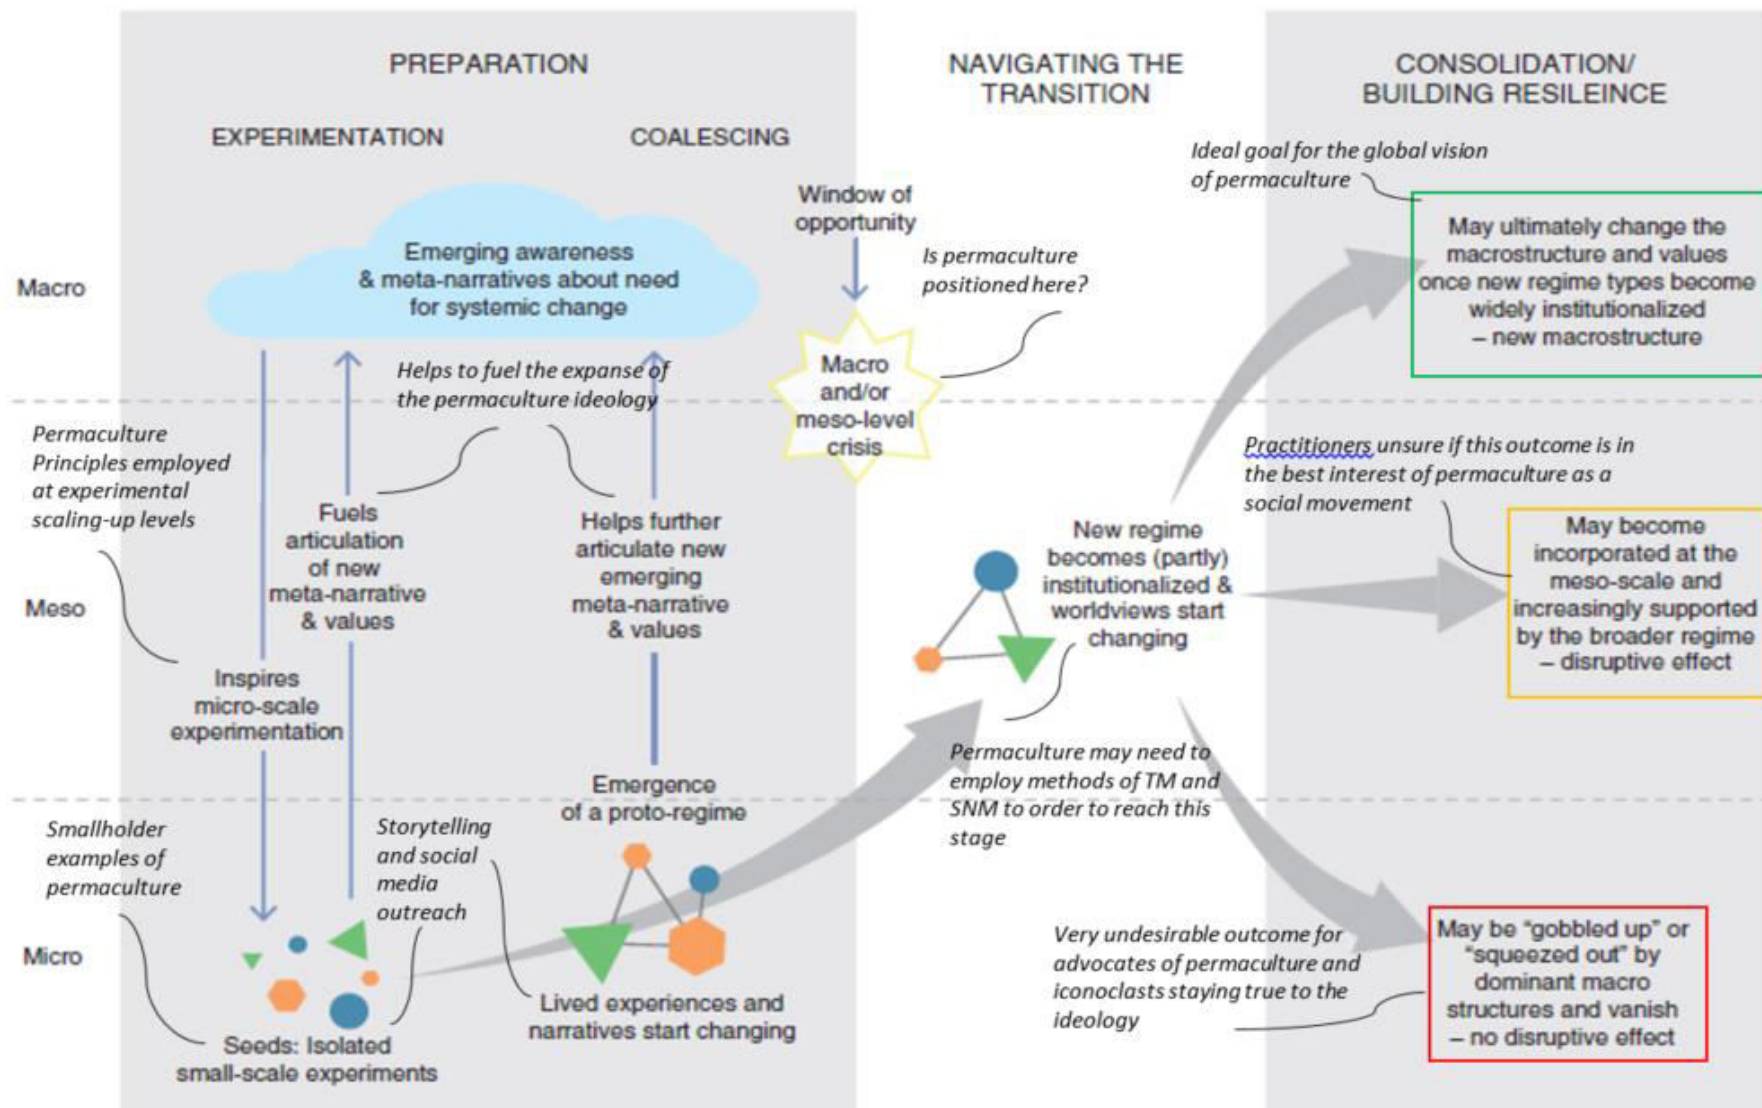 PREPARATION
NAVIGATING THE
TRANSITION
CONSOLIDATION/
BUILDING RESILEINCE
EXPERIMENTATION
COALESCING
Ideal goal for the global vision
of permaculture
Window of
opportunity
Emerging awareness
& meta-narratives about need
for systemic change
Is permaculture
positioned here?
May ultimately change the
macrostructure and values
once new regime types become
widely institutionalized
– new macrostructure
Macro
Helps to fuel the expanse of
the permaculture ideology
Macro
and/or
meso-level
crisis
Permaculture
Principles employed
at experimental
scaling-up levels
Practitioners unsure if this outcome is in
the best interest of permaculture as a
social movement
Fuels
articulation
of new
meta-narrative
& values
Helps further
articulate new
emerging
meta-narrative
& values
New regime
becomes (partly)
institutionalized &
worldviews start
changing
May become
incorporated at the
meso-scale and
increasingly supported
by the broader regime
– disruptive effect
Meso
Inspires
micro-scale
experimentation
Permaculture may need to
employ methods of TM and
SNM to order to reach this
stage
Emergence
of a proto-regime
Smallholder
examples of
permaculture
Storytelling
and social
media
outreach
Micro
Very undesirable outcome for
advocates of permaculture and
iconoclasts staying true to the
ideology
May be “gobbled up” or
“squeezed out” by
dominant macro
structures and vanish
– no disruptive effect
Lived experiences and
narratives start changing
Seeds: Isolated
small-scale experiments